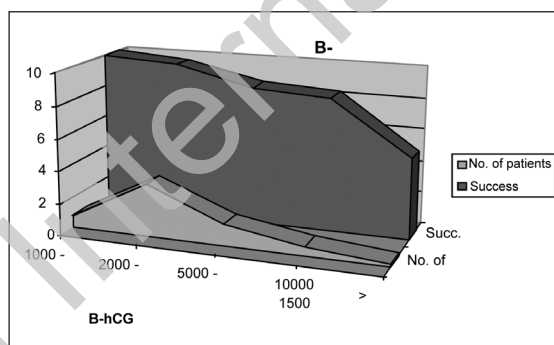 B-
10
8
6
4
2
0
1000 -
2000 -
5000 -
10000
1500
>
Succ.
No. of
No. of patients
Success
B-hCG
Interna